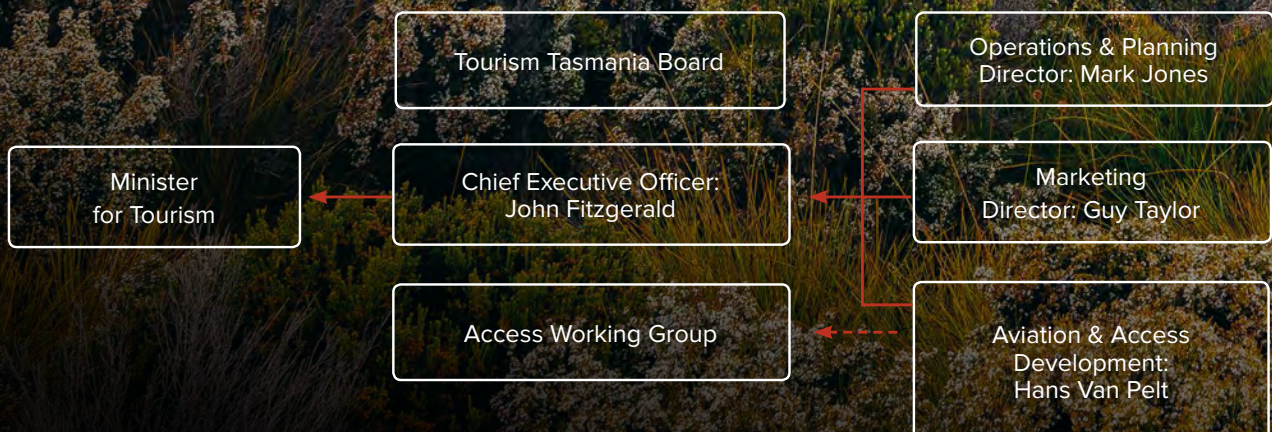 Tourism Tasmania Board
Operations & Planning
Director: Mark Jones
Minister
for Tourism
Chief Executive Officer:
John Fitzgerald
Marketing
Director: Guy Taylor
Access Working Group
Aviation & Access
Development:
Hans Van Pelt